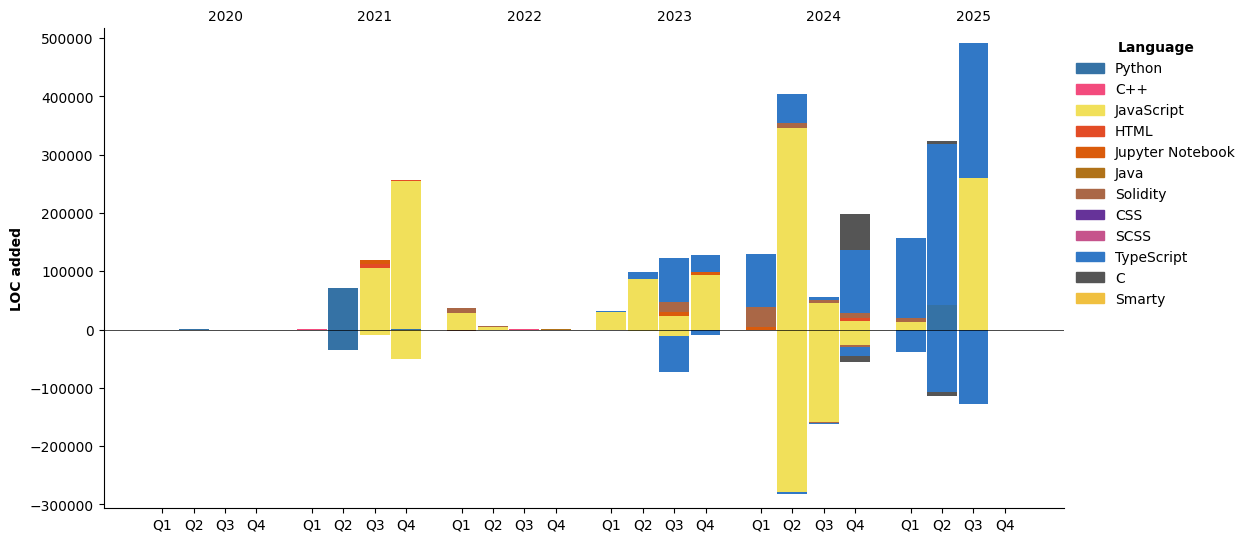 2020 2021 2022 2023 2024 2025
500000
400000
300000
200000
100000
0
−100000
−200000
−300000
LOC added
Q1 Q2 Q3 Q4 Q1 Q2 Q3 Q4 Q1 Q2 Q3 Q4 Q1 Q2 Q3 Q4 Q1 Q2 Q3 Q4 Q1 Q2 Q3 Q4
Language
Python
C++
JavaScript
HTML
Jupyter Notebook
Java
Solidity
CSS
SCSS
TypeScript
C
Smarty